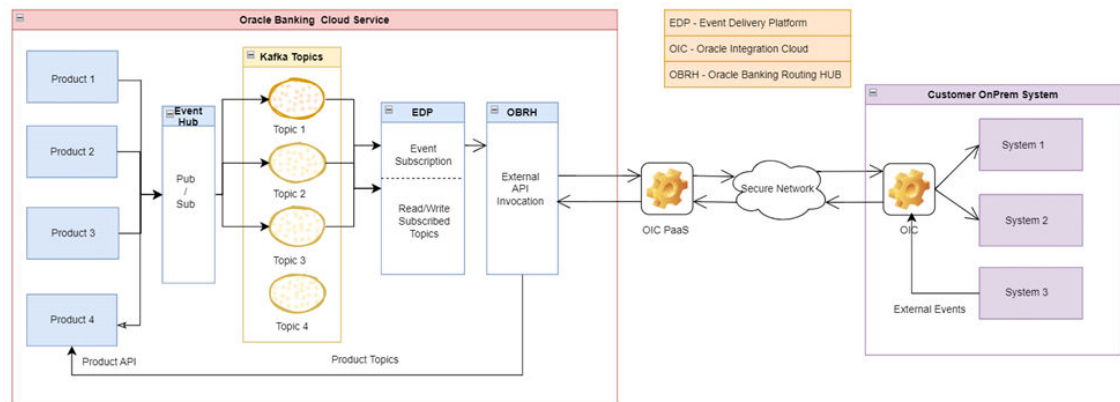 Oracle Banking Cloud Service
EDP - Event Delivery Platform
OIC - Oracle Integration Cloud
OBRH - Oracle Banking Routing HUB
Product 1
Product 2
Product 3
Product 4
Product API
Event
Hub
Pub
/
Sub
Kafka Topics
Topic 1
Topic 2
Topic 3
Topic 4
EDP
Event
Subscription
Read/Write
Subscribed
Topics
OBRH
External
API
Invocation
Product Topics
OIC PaaS
Secure Network
Customer OnPrem System
OIC
System 1
System 2
System 3
External Events